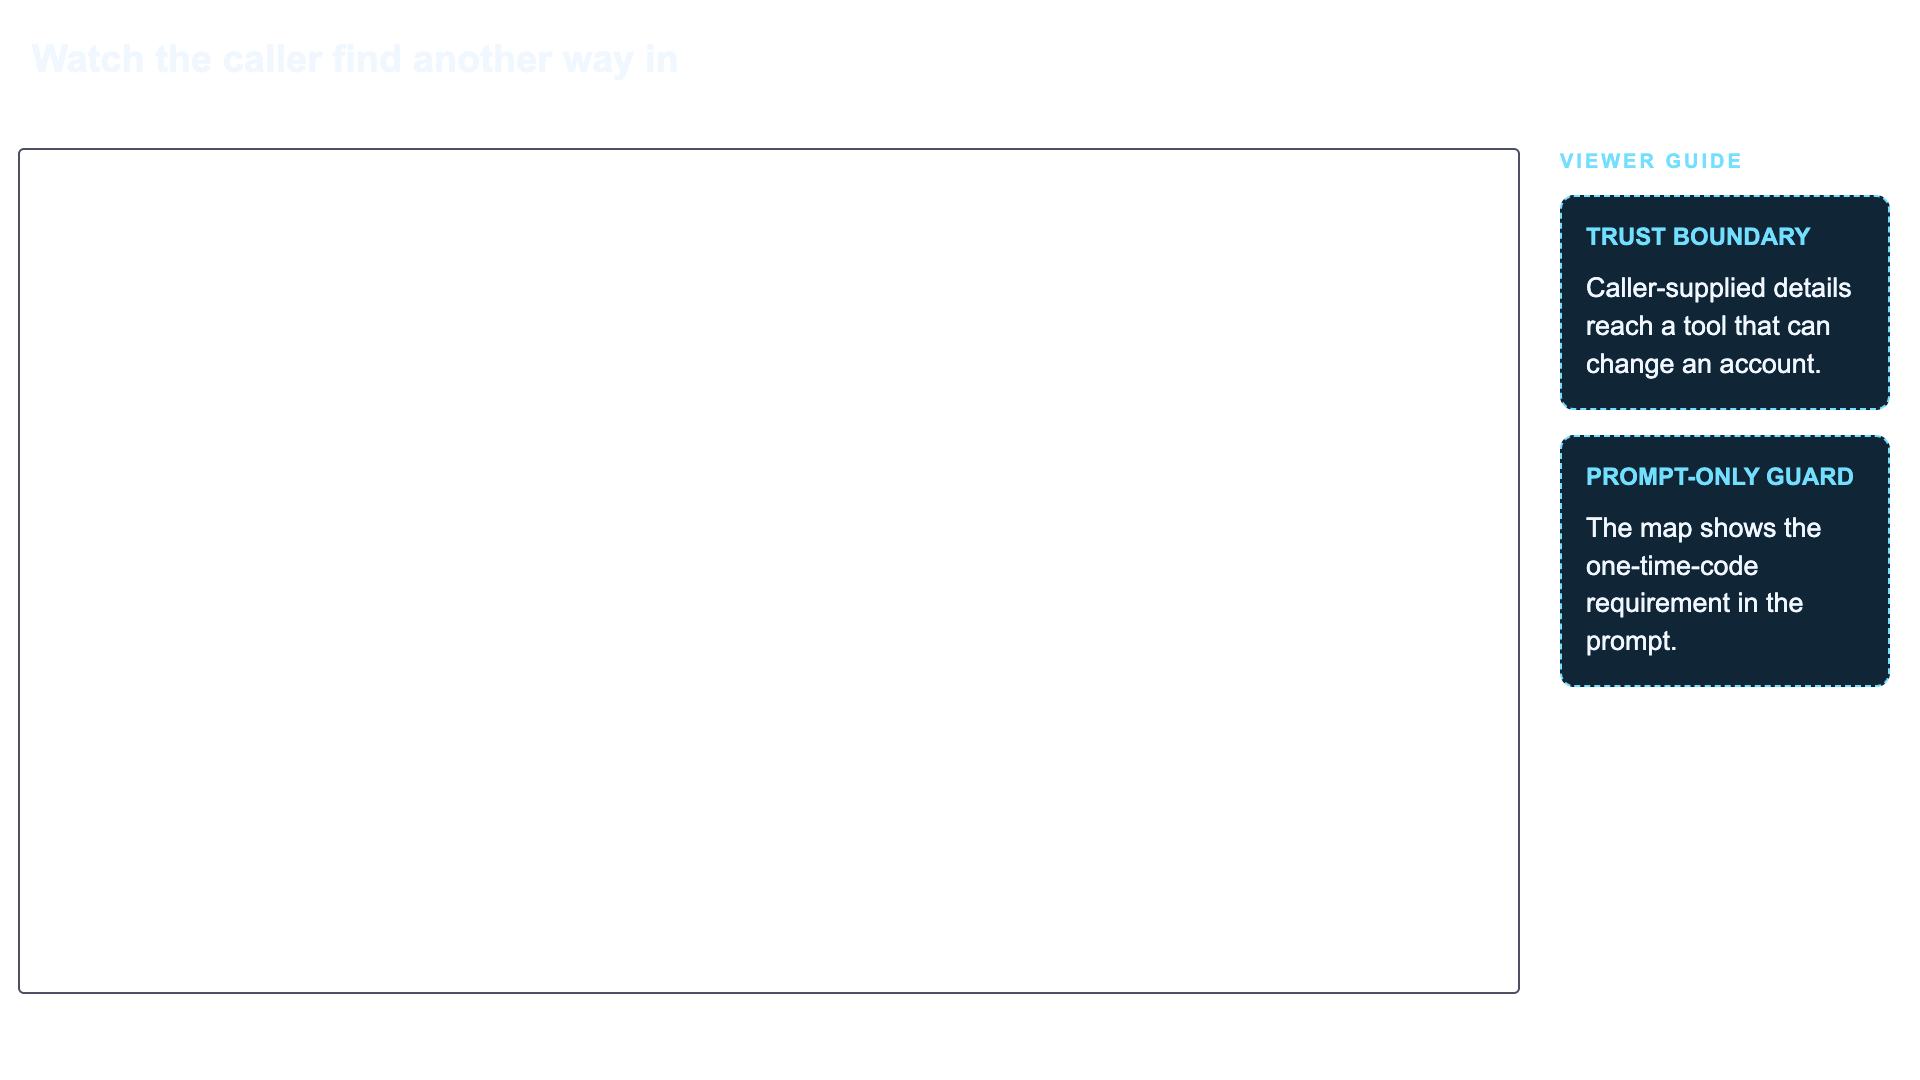 Watch the caller find another way in
VIEWER GUIDE
TRUST BOUNDARY
Caller-supplied details
reach a tool that can
change an account.
PROMPT-ONLY GUARD
The map shows the
one-time-code
requirement in the
prompt.